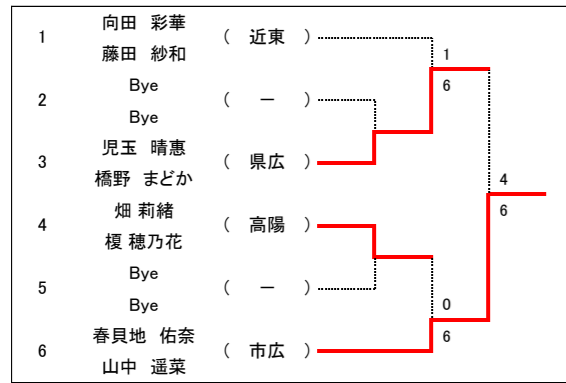 向田 彩華
1 ( 近東 )
藤田 紗和
1
Bye
6
2 ( ー )
Bye
児玉 晴惠
3 ( 県広 )
橋野 まどか
4
畑 莉緒
6
4 ( 高陽 )
榎 穂乃花
Bye
5 ( ー )
Bye
0
春貝地 佑奈
6
6 ( 市広 )
山中 遥菜